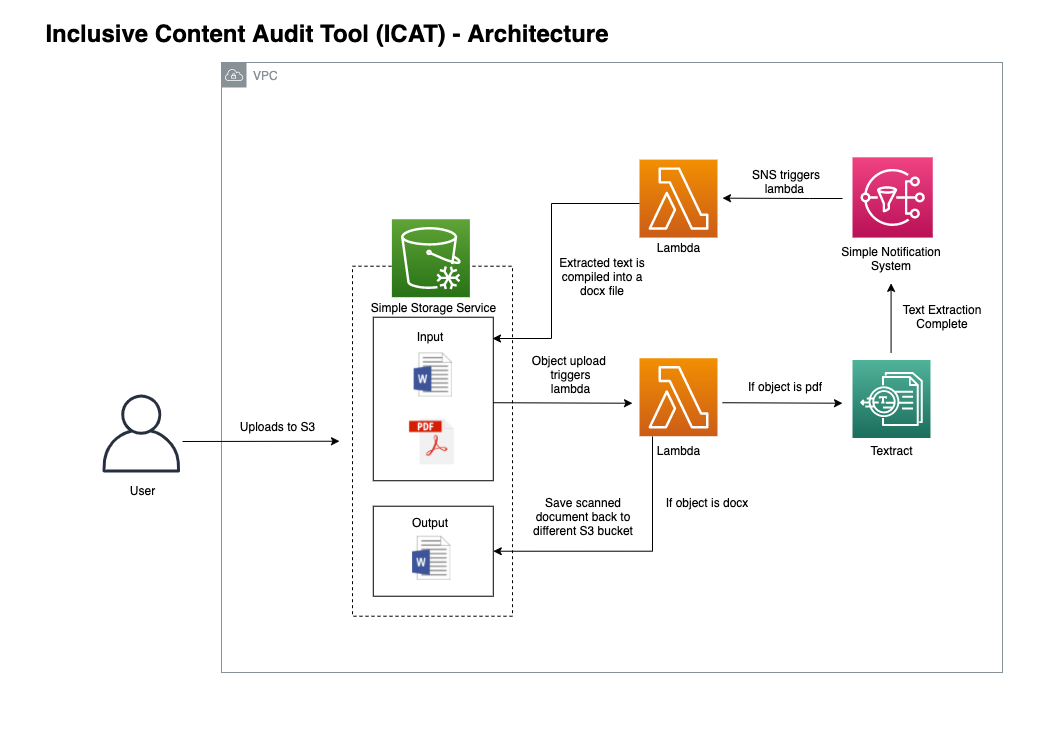 Inclusive Content Audit Tool (ICAT) - Architecture
VPC
SNS triggers
lambda
Lambda
Simple Notification
System
Extracted text is
compiled into a
docx file
Text Extraction
Complete
Simple Storage Service
Input
W
PDF
Object upload
triggers
lambda
If object is pdf
Lambda
Textract
Uploads to S3
User
Save scanned
document back to
different S3 bucket
If object is docx
Output
W